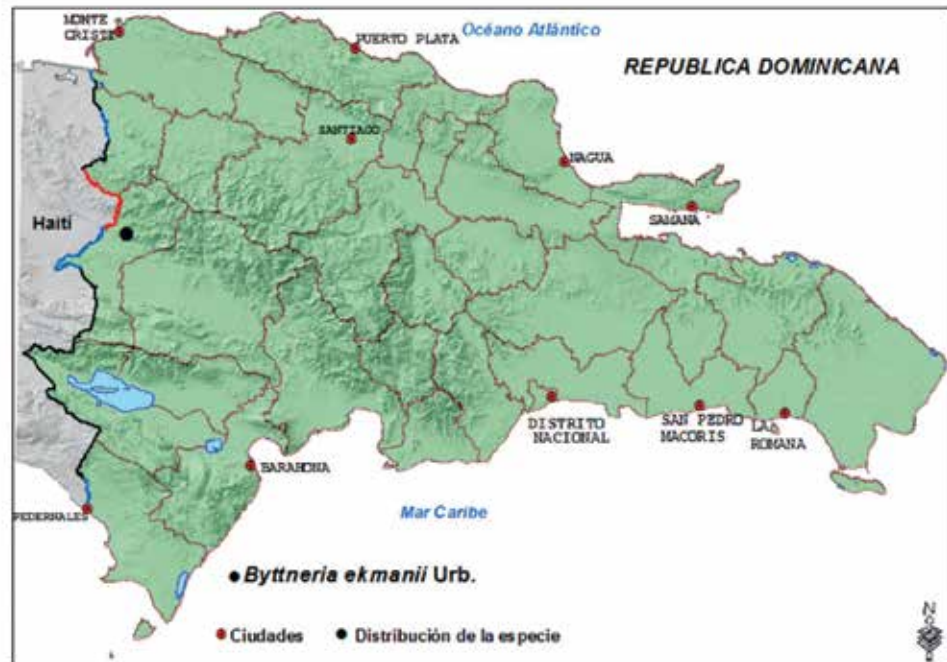 MONTE
CRISTI
PUERTO PLATA
Océano Atlántico
REPUBLICA DOMINICANA
SANTIAGO
NAGUA
SAMANA
Haití
DISTRITO
NACIONAL
SAN PEDRO
MACORIS
LA
ROMANA
BARAHONA
PEDERNALES
Mar Caribe
Byttneria ekmanii Urb.
Ciudades
Distribución de la especie